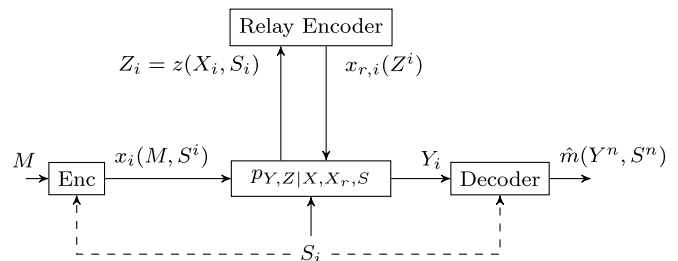 Relay Encoder
Z_i = z(X_i, S_i)
x_{r,i}(Z^i)
M
Enc
x_i(M, S^i)
p_{Y,Z|X,X_r,S}
Y_i
Decoder
m̂(Y^n, S^n)
S_i